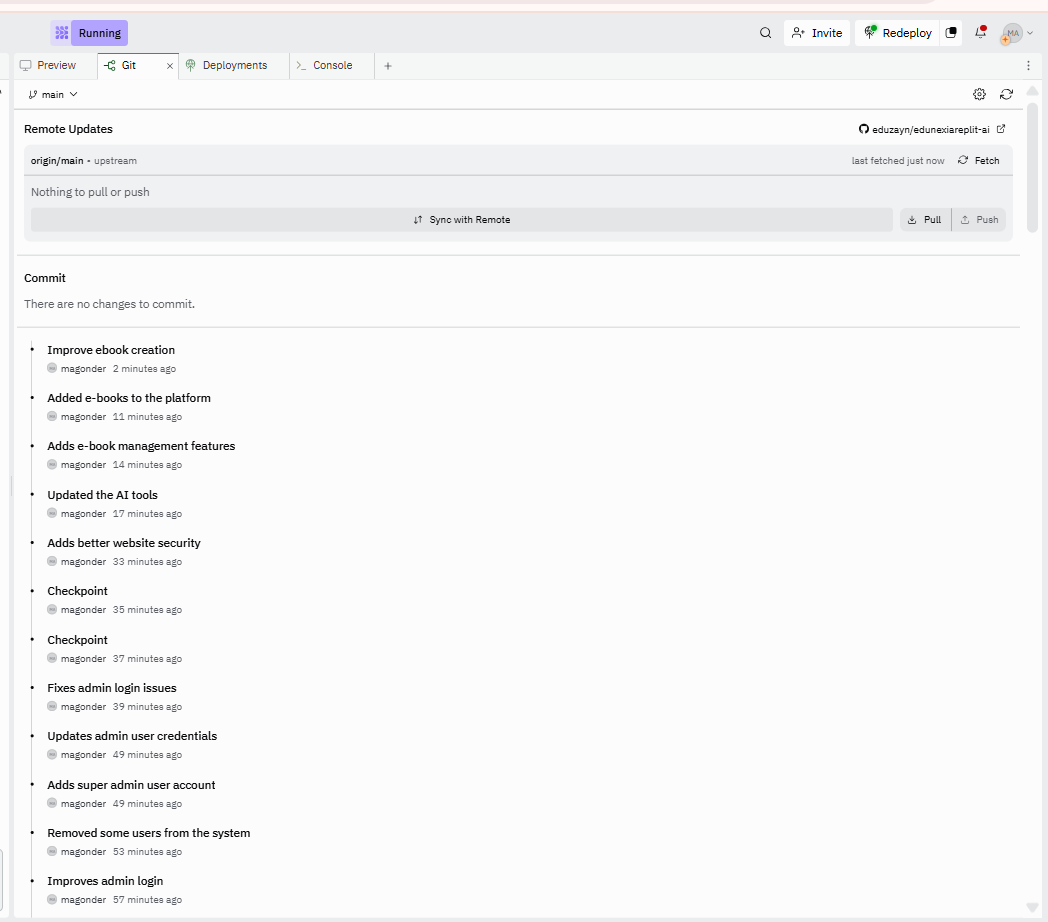 Running
Invite
Redeploy
MA
Preview
Git
Deployments
Console
main
Remote Updates
eduzayn/edunexiareplit-ai
origin/main - upstream
last fetched just now
Fetch
Nothing to pull or push
Sync with Remote
Pull
Push
Commit
There are no changes to commit.
Improve ebook creation
magonder 2 minutes ago
Added e-books to the platform
magonder 11 minutes ago
Adds e-book management features
magonder 14 minutes ago
Updated the AI tools
magonder 17 minutes ago
Adds better website security
magonder 33 minutes ago
Checkpoint
magonder 35 minutes ago
Checkpoint
magonder 37 minutes ago
Fixes admin login issues
magonder 39 minutes ago
Updates admin user credentials
magonder 49 minutes ago
Adds super admin user account
magonder 49 minutes ago
Removed some users from the system
magonder 53 minutes ago
Improves admin login
magonder 57 minutes ago